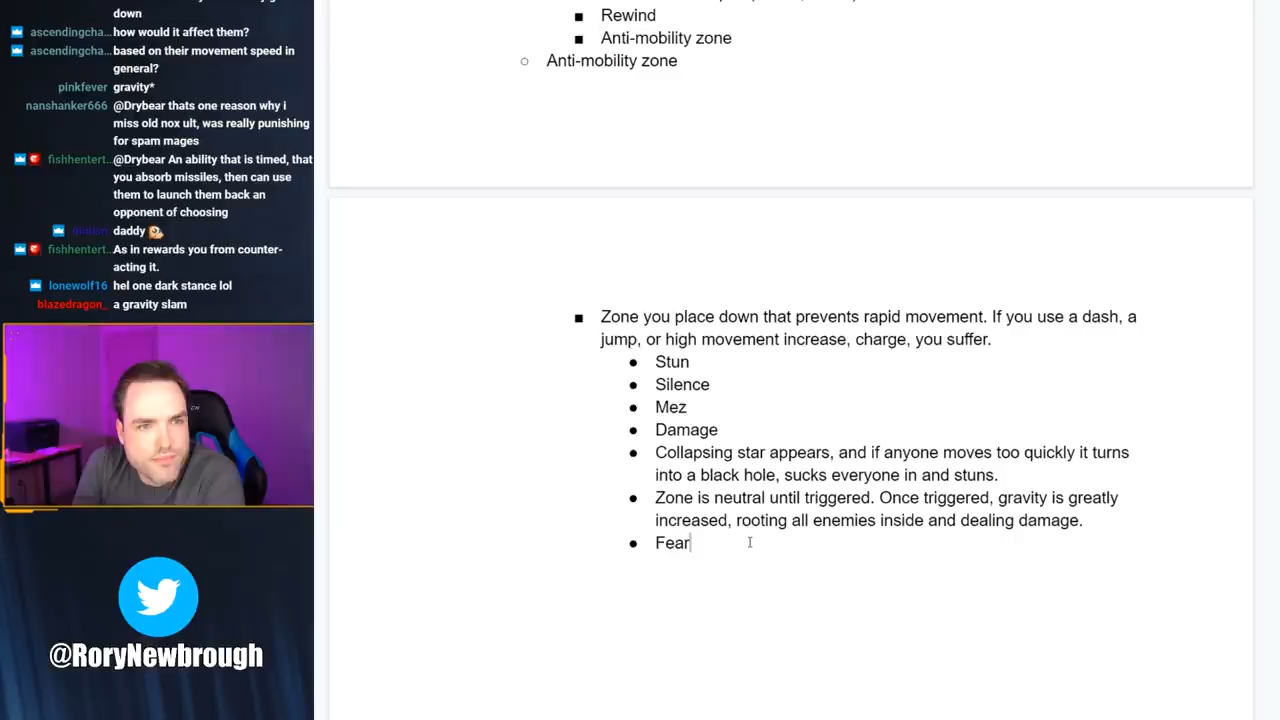 down
ascendingcha... how would it affect them?
ascendingcha... based on their movement speed in
general?
pinkfever gravity*
nanshanker666 @Drybear thats one reason why i
miss old nox ult, was really punishing
for spam mages
fishhentert... @Drybear An ability that is timed, that
you absorb missiles, then can use
them to launch them back an
opponent of choosing
daddy
fishhentert... As in rewards you from counter-
acting it.
lonewolf16 hel one dark stance lol
blazedragon_ a gravity slam
@RoryNewbrough
■ Rewind
■ Anti-mobility zone
○ Anti-mobility zone
■ Zone you place down that prevents rapid movement. If you use a dash, a
jump, or high movement increase, charge, you suffer.
● Stun
● Silence
● Mez
● Damage
● Collapsing star appears, and if anyone moves too quickly it turns
into a black hole, sucks everyone in and stuns.
● Zone is neutral until triggered. Once triggered, gravity is greatly
increased, rooting all enemies inside and dealing damage.
● Fear